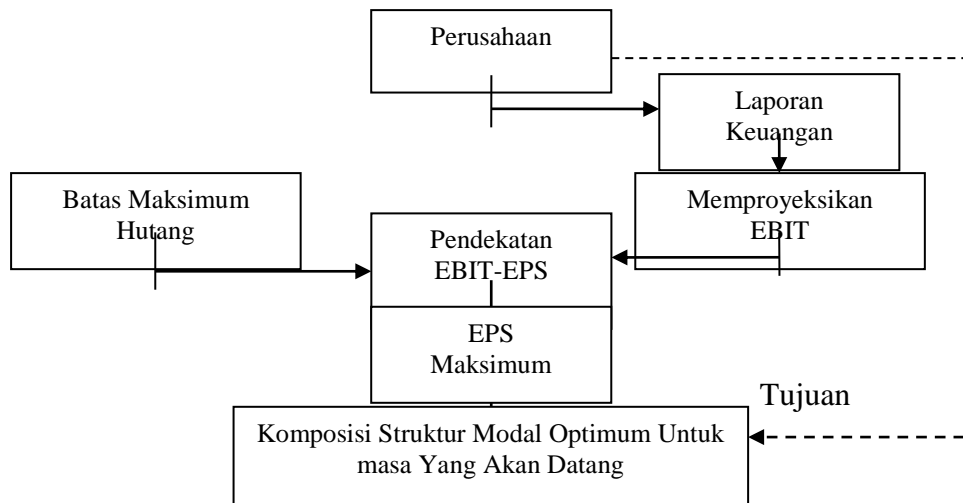 Perusahaan
Laporan
Keuangan
Batas Maksimum
Hutang
Memproyeksikan
EBIT
Pendekatan
EBIT-EPS
EPS
Maksimum
Tujuan
Komposisi Struktur Modal Optimum Untuk
masa Yang Akan Datang